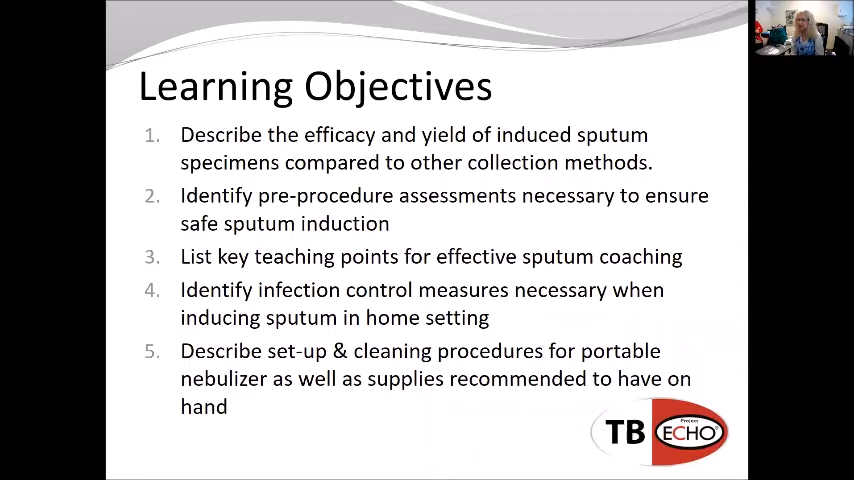 Learning Objectives
1. Describe the efficacy and yield of induced sputum
specimens compared to other collection methods.
2. Identify pre-procedure assessments necessary to ensure
safe sputum induction
3. List key teaching points for effective sputum coaching
4. Identify infection control measures necessary when
inducing sputum in home setting
5. Describe set-up & cleaning procedures for portable
nebulizer as well as supplies recommended to have on
hand
Project
TB ECHO®